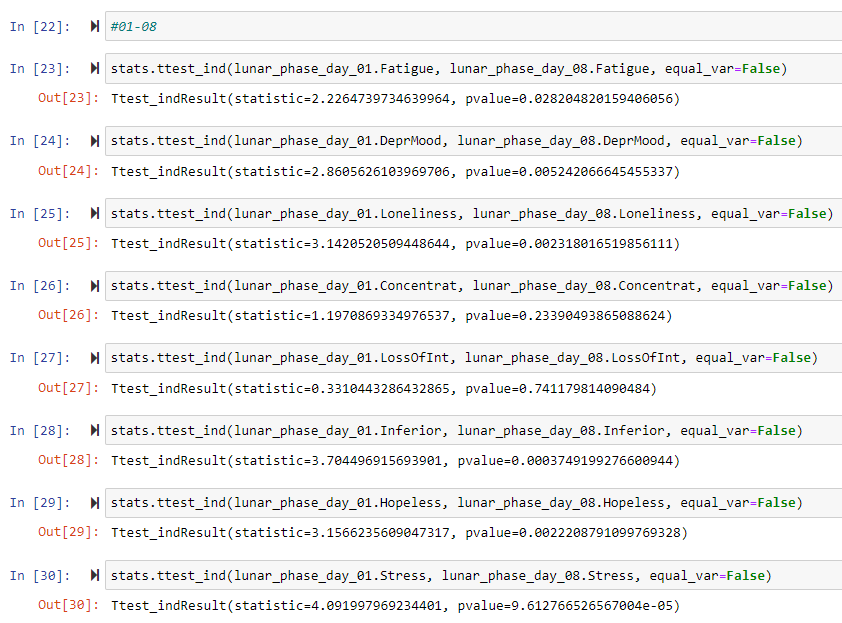 In [22]: #01-08
In [23]: stats.ttest_ind(lunar_phase_day_01.Fatigue, lunar_phase_day_08.Fatigue, equal_var=False)
Out[23]: Ttest_indResult(statistic=2.2264739734639964, pvalue=0.028204820159406056)
In [24]: stats.ttest_ind(lunar_phase_day_01.DeprMood, lunar_phase_day_08.DeprMood, equal_var=False)
Out[24]: Ttest_indResult(statistic=2.8605626103969706, pvalue=0.005242066645455337)
In [25]: stats.ttest_ind(lunar_phase_day_01.Loneliness, lunar_phase_day_08.Loneliness, equal_var=False)
Out[25]: Ttest_indResult(statistic=3.1420520509448644, pvalue=0.002318016519856111)
In [26]: stats.ttest_ind(lunar_phase_day_01.Concentrat, lunar_phase_day_08.Concentrat, equal_var=False)
Out[26]: Ttest_indResult(statistic=1.1970869334976537, pvalue=0.23390493865088624)
In [27]: stats.ttest_ind(lunar_phase_day_01.LossOfInt, lunar_phase_day_08.LossOfInt, equal_var=False)
Out[27]: Ttest_indResult(statistic=0.3310443286432865, pvalue=0.741179814090484)
In [28]: stats.ttest_ind(lunar_phase_day_01.Inferior, lunar_phase_day_08.Inferior, equal_var=False)
Out[28]: Ttest_indResult(statistic=3.704496915693901, pvalue=0.0003749199276600944)
In [29]: stats.ttest_ind(lunar_phase_day_01.Hopeless, lunar_phase_day_08.Hopeless, equal_var=False)
Out[29]: Ttest_indResult(statistic=3.1566235609047317, pvalue=0.0022208791099769328)
In [30]: stats.ttest_ind(lunar_phase_day_01.Stress, lunar_phase_day_08.Stress, equal_var=False)
Out[30]: Ttest_indResult(statistic=4.091997969234401, pvalue=9.612766526567004e-05)